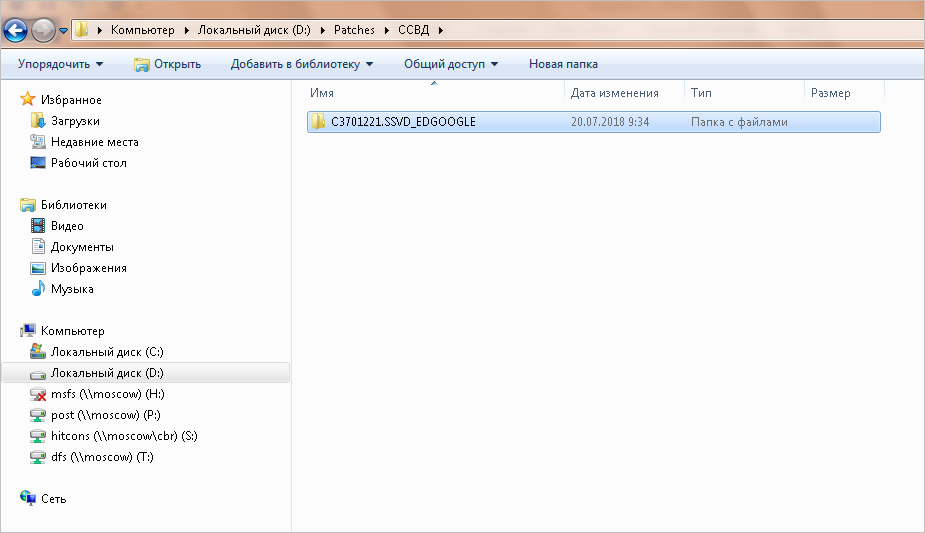 Компьютер Локальный диск (D:) Patches ССВД
Упорядочить Открыть Добавить в библиотеку Общий доступ Новая папка
Имя Дата изменения Тип Размер
C3701221.SSVD_EDGOOGLE 20.07.2018 9:34 Папка с файлами
Избранное
Загрузки
Недавние места
Рабочий стол
Библиотеки
Видео
Документы
Изображения
Музыка
Компьютер
Локальный диск (C:)
Локальный диск (D:)
msfs (\\moscow) (H:)
post (\\moscow) (P:)
hitcons (\\moscow\cbr) (S:)
dfs (\\moscow) (T:)
Сеть